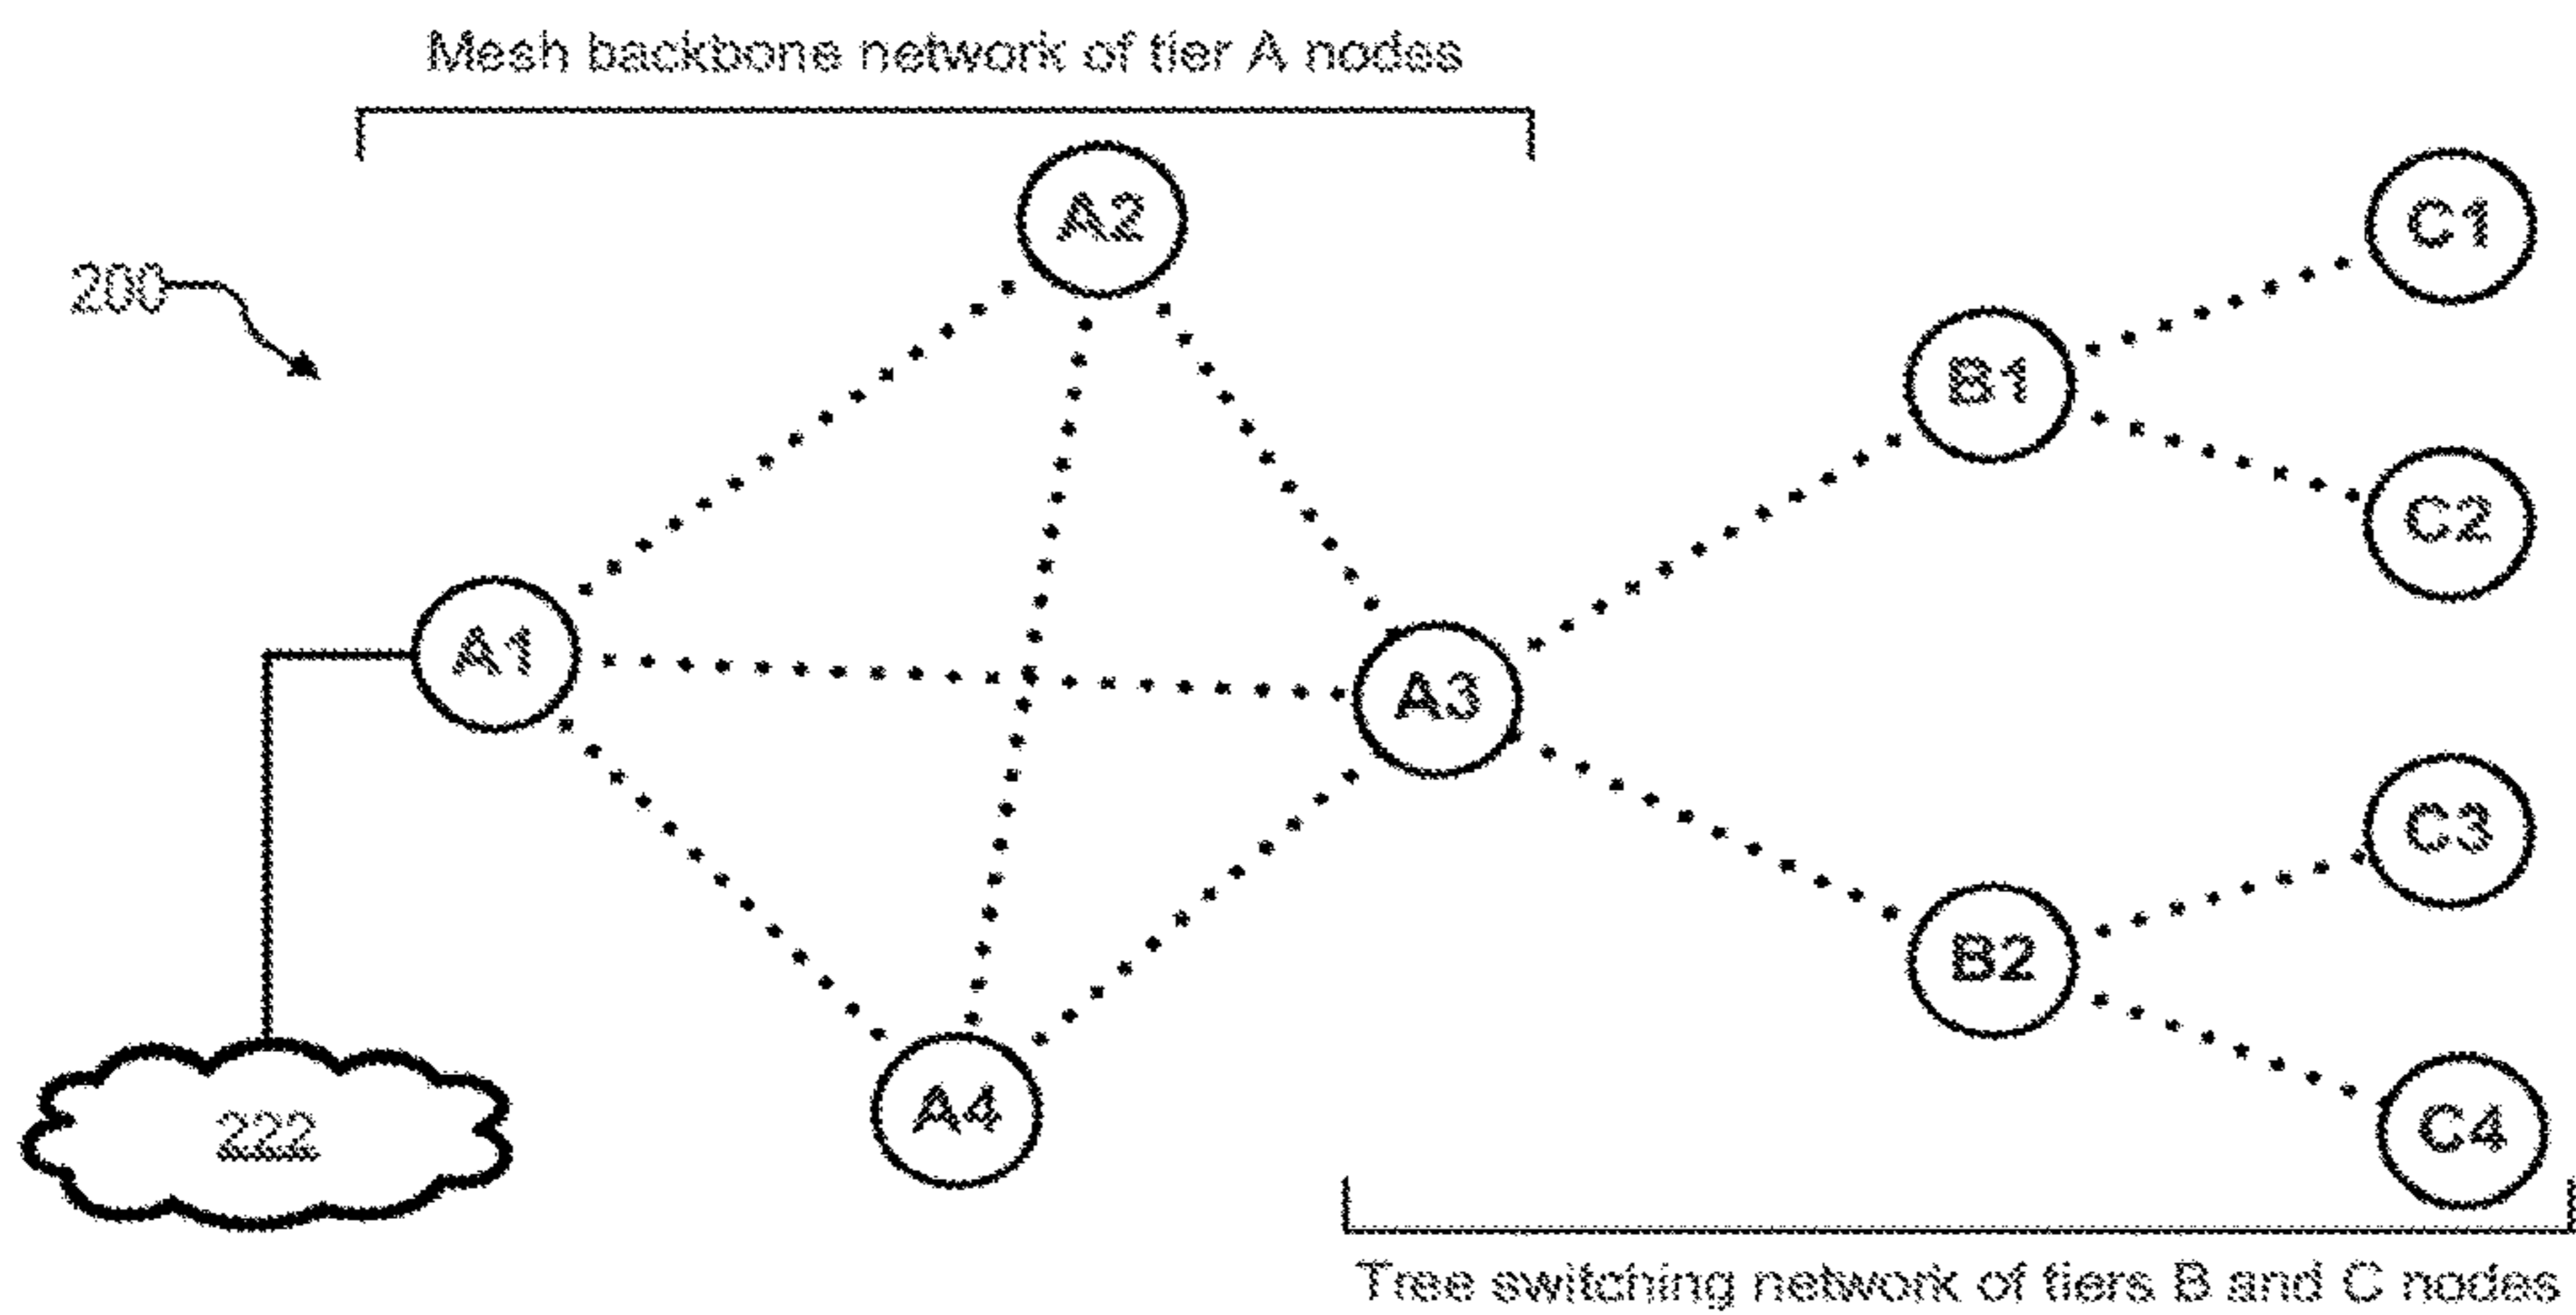 Mesh backbone network of tier A nodes
A2
C1
200
B1
C2
A1
A3
C3
B2
A4
222
C4
Tree switching network of tiers B and C nodes